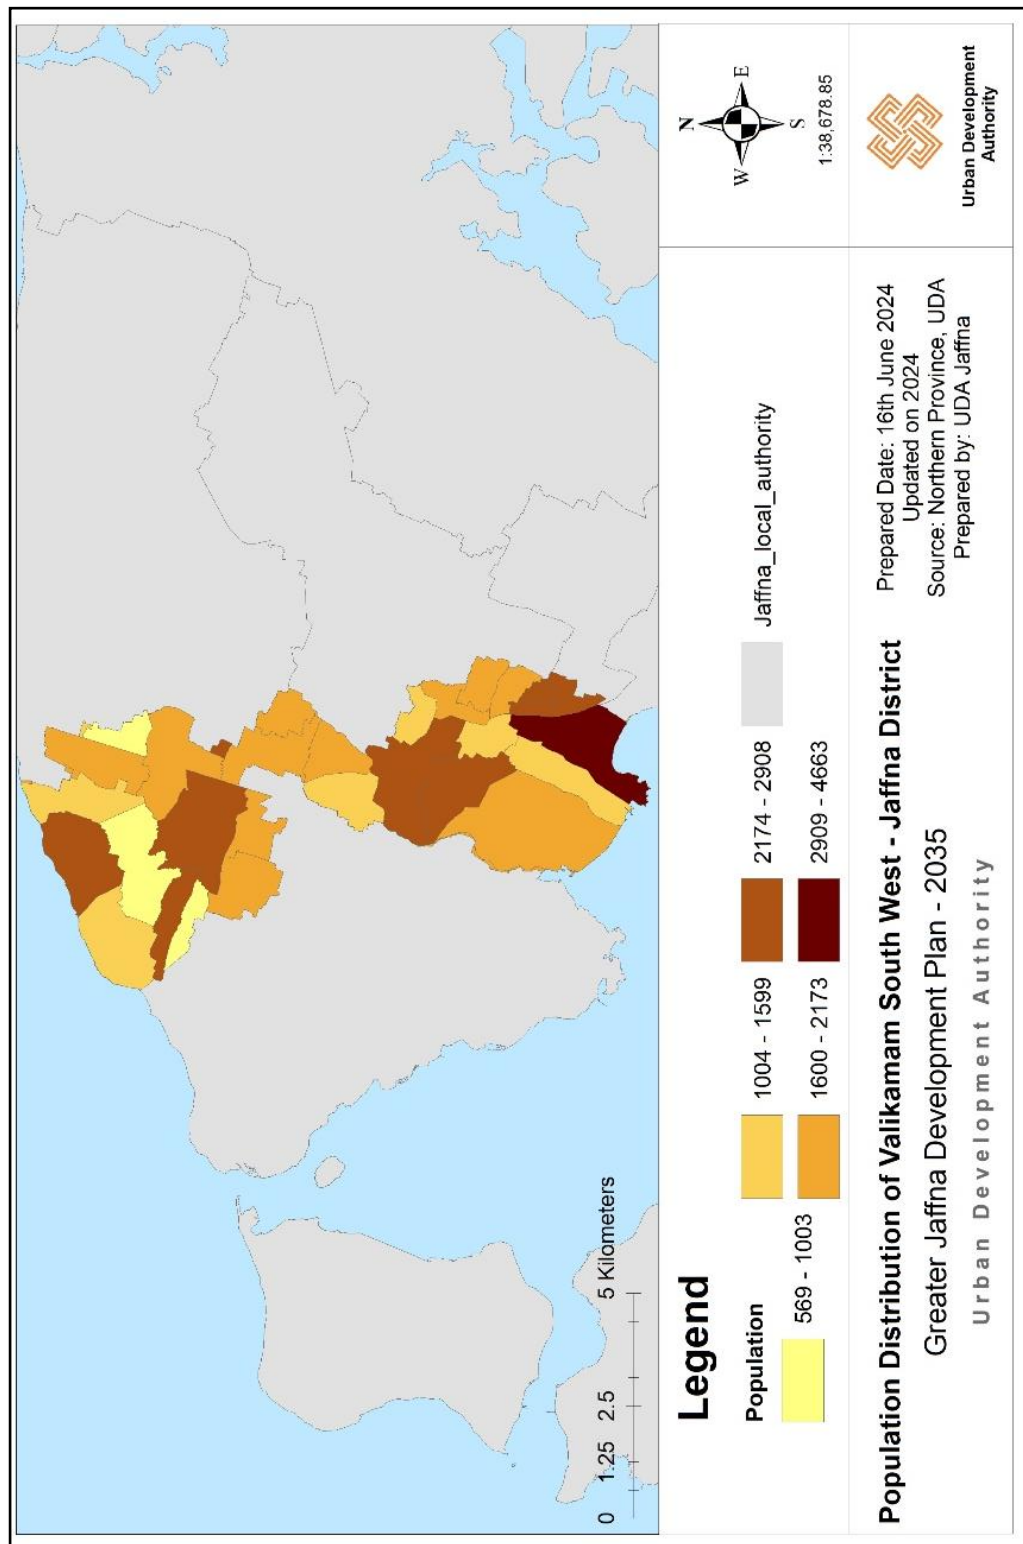 0 1.25 2.5 5 Kilometers
Legend
Population
569 - 1003
1004 - 1599
1600 - 2173
2174 - 2908
2909 - 4663
Jaffna_local_authority
N
W
E
S
1:38,678.85
Population Distribution of Valikamam South West - Jaffna District
Greater Jaffna Development Plan - 2035
Urban Development Authority
Prepared Date: 16th June 2024
Updated on 2024
Source: Northern Province, UDA
Prepared by: UDA Jaffna
Urban Development
Authority